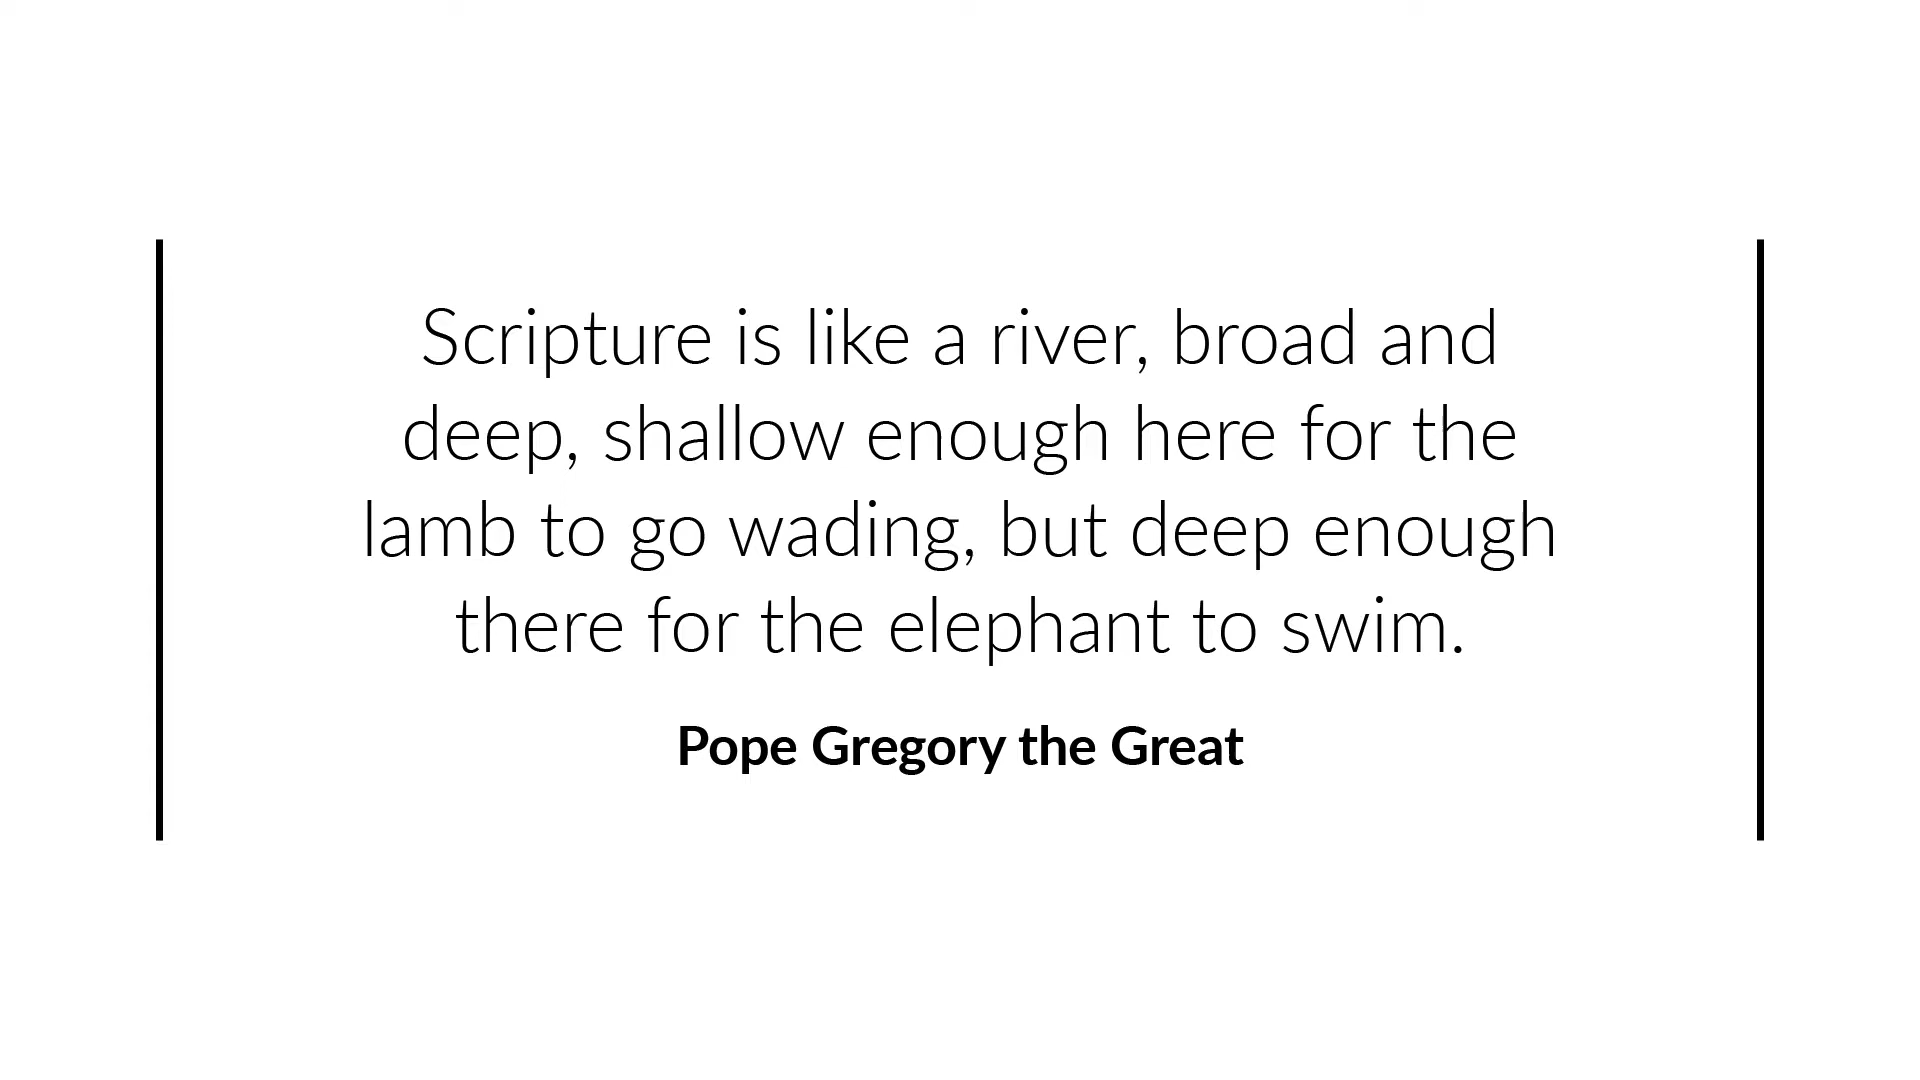 Scripture is like a river, broad and
deep, shallow enough here for the
lamb to go wading, but deep enough
there for the elephant to swim.
Pope Gregory the Great